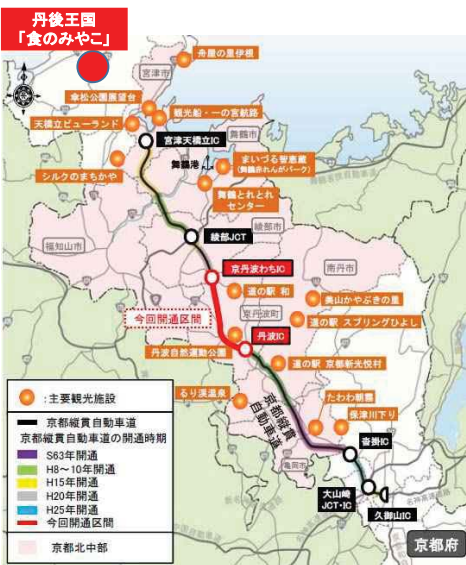 丹後王国
「食のみやこ」
舟屋の里伊根
宮津市
傘松公園展望台
観光船・一の宮航路
天橋立ビューランド
宮津天橋立IC
舞鶴市
舞鶴港
まいづる智恵蔵
(舞鶴赤れんがパーク)
シルクのまちかや
舞鶴とれとれ
センター
舞鶴若狭自動車道
綾部市
綾部JCT
福知山市
京丹波わちIC
南丹市
道の駅 和
美山かやぶきの里
京丹波町
今回開通区間
道の駅 スプリングひよし
丹波IC
丹波自然運動公園
道の駅 京都新光悦村
るり渓温泉
京都縦貫
自動車道
たわわ朝霧
保津川下り
亀岡市
沓掛IC
大山崎
JCT・IC
久御山IC
名神高速道路
京都府
:主要観光施設
京都縦貫自動車道
京都縦貫自動車道の開通時期
S63年開通
H8～10年開通
H15年開通
H20年開通
H25年開通
今回開通区間
京都北中部